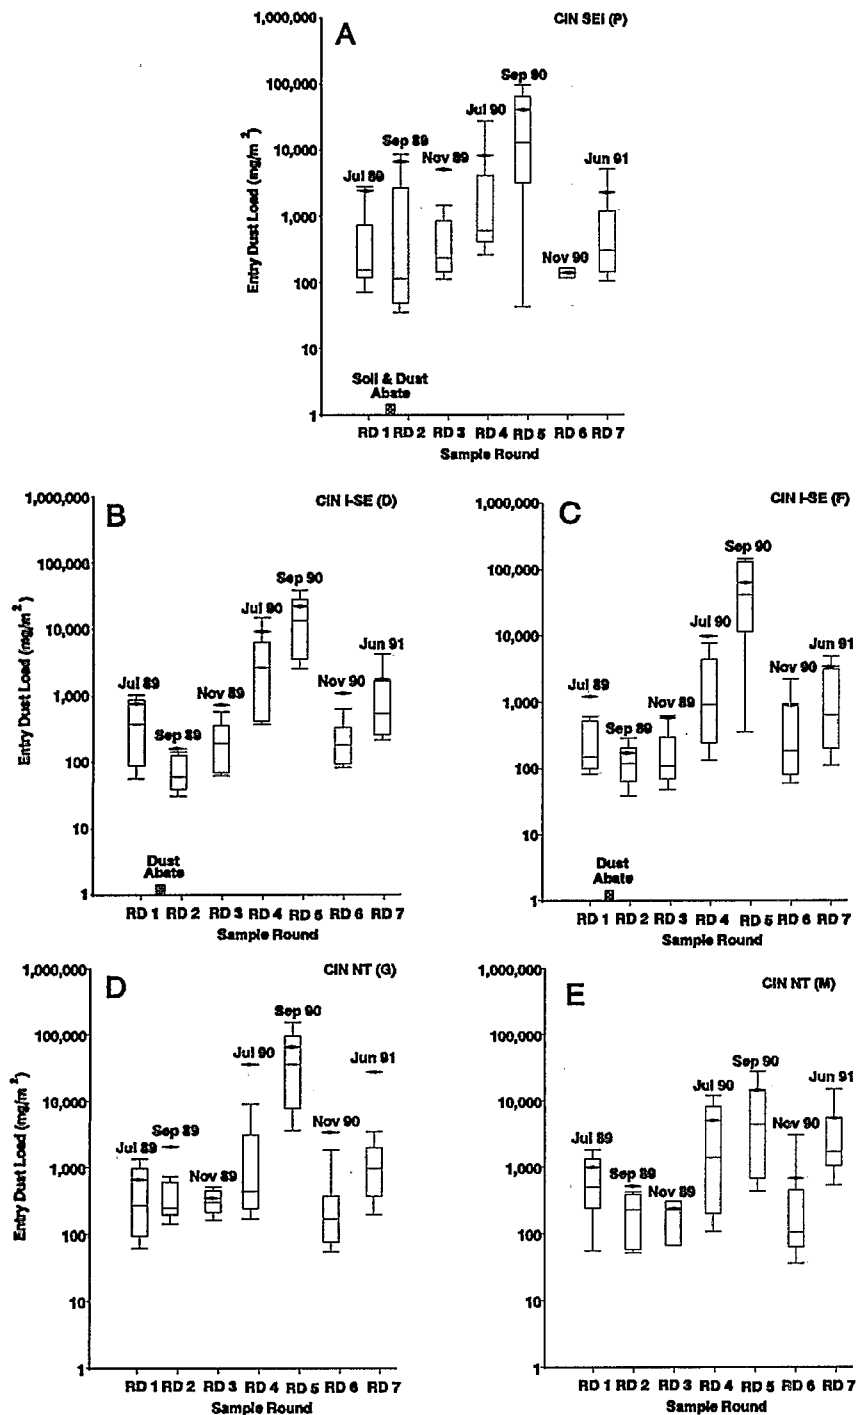 A
CIN SEI (P)
1,000,000
100,000
10,000
1,000
100
10
1
Entry Dust Load (mg/m²)
Jul 89
Sep 89
Nov 89
Jul 90
Sep 90
Nov 90
Jun 91
Soil & Dust
Abate
RD 1 RD 2 RD 3 RD 4 RD 5 RD 6 RD 7
Sample Round
B
CIN I-SE (D)
1,000,000
100,000
10,000
1,000
100
10
1
Entry Dust Load (mg/m²)
Jul 89
Sep 89
Nov 89
Jul 90
Sep 90
Nov 90
Jun 91
Dust
Abate
RD 1 RD 2 RD 3 RD 4 RD 5 RD 6 RD 7
Sample Round
C
CIN I-SE (F)
1,000,000
100,000
10,000
1,000
100
10
1
Jul 89
Sep 89
Nov 89
Jul 90
Sep 90
Nov 90
Jun 91
Dust
Abate
RD 1 RD 2 RD 3 RD 4 RD 5 RD 6 RD 7
Sample Round
D
CIN NT (G)
1,000,000
100,000
10,000
1,000
100
10
1
Entry Dust Load (mg/m²)
Jul 89
Sep 89
Nov 89
Jul 90
Sep 90
Nov 90
Jun 91
RD 1 RD 2 RD 3 RD 4 RD 5 RD 6 RD 7
Sample Round
E
CIN NT (M)
1,000,000
100,000
10,000
1,000
100
10
1
Jul 89
Sep 89
Nov 89
Jul 90
Sep 90
Nov 90
Jun 91
RD 1 RD 2 RD 3 RD 4 RD 5 RD 6 RD 7
Sample Round